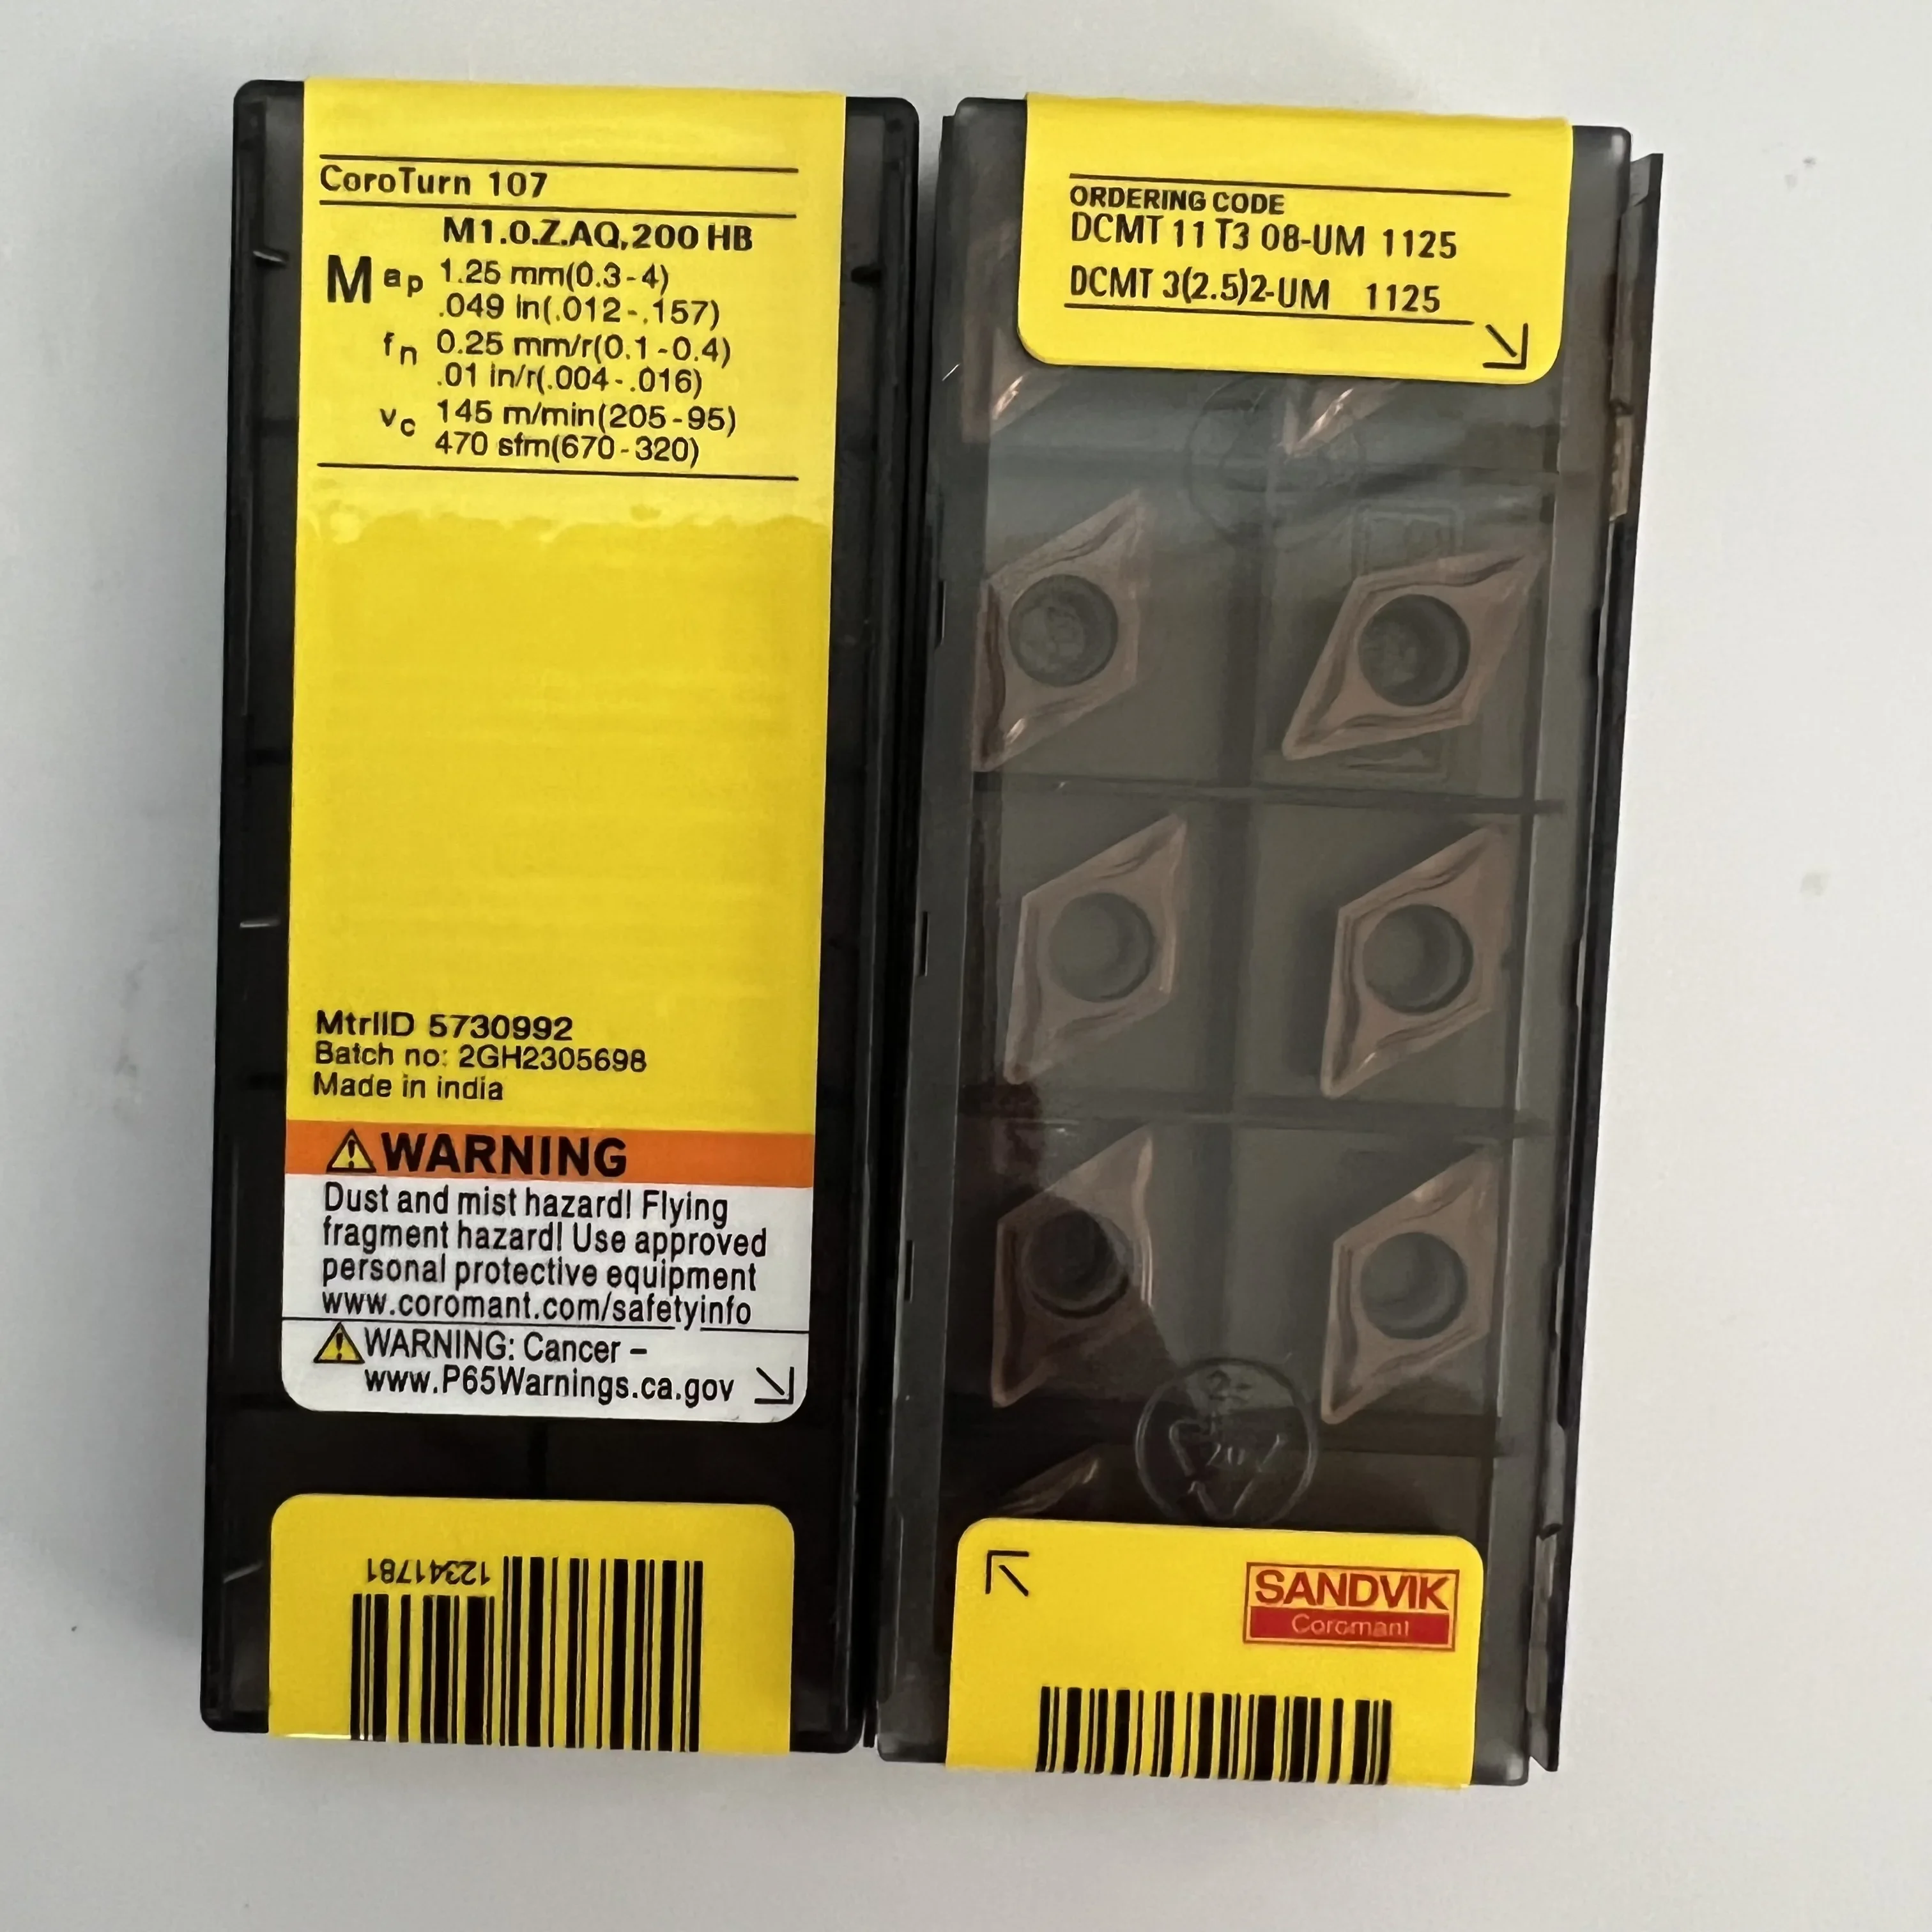 CoroTurn 107
M1.0.Z.AQ,200 HB
M ap 1.25 mm(0.3-4)
.049 in(.012-.157)
fn 0.25 mm/r(0.1-0.4)
.01 in/r(.004-.016)
vc 145 m/min(205-95)
470 sfm(670-320)
MtrlID 5730992
Batch no: 2GH2305698
Made in india
WARNING
Dust and mist hazard! Flying
fragment hazard! Use approved
personal protective equipment
www.coromant.com/safetyinfo
WARNING: Cancer –
www.P65Warnings.ca.gov
12341781
ORDERING CODE
DCMT 11 T3 08-UM 1125
DCMT 3(2.5)2-UM 1125
SANDVIK
Coromant